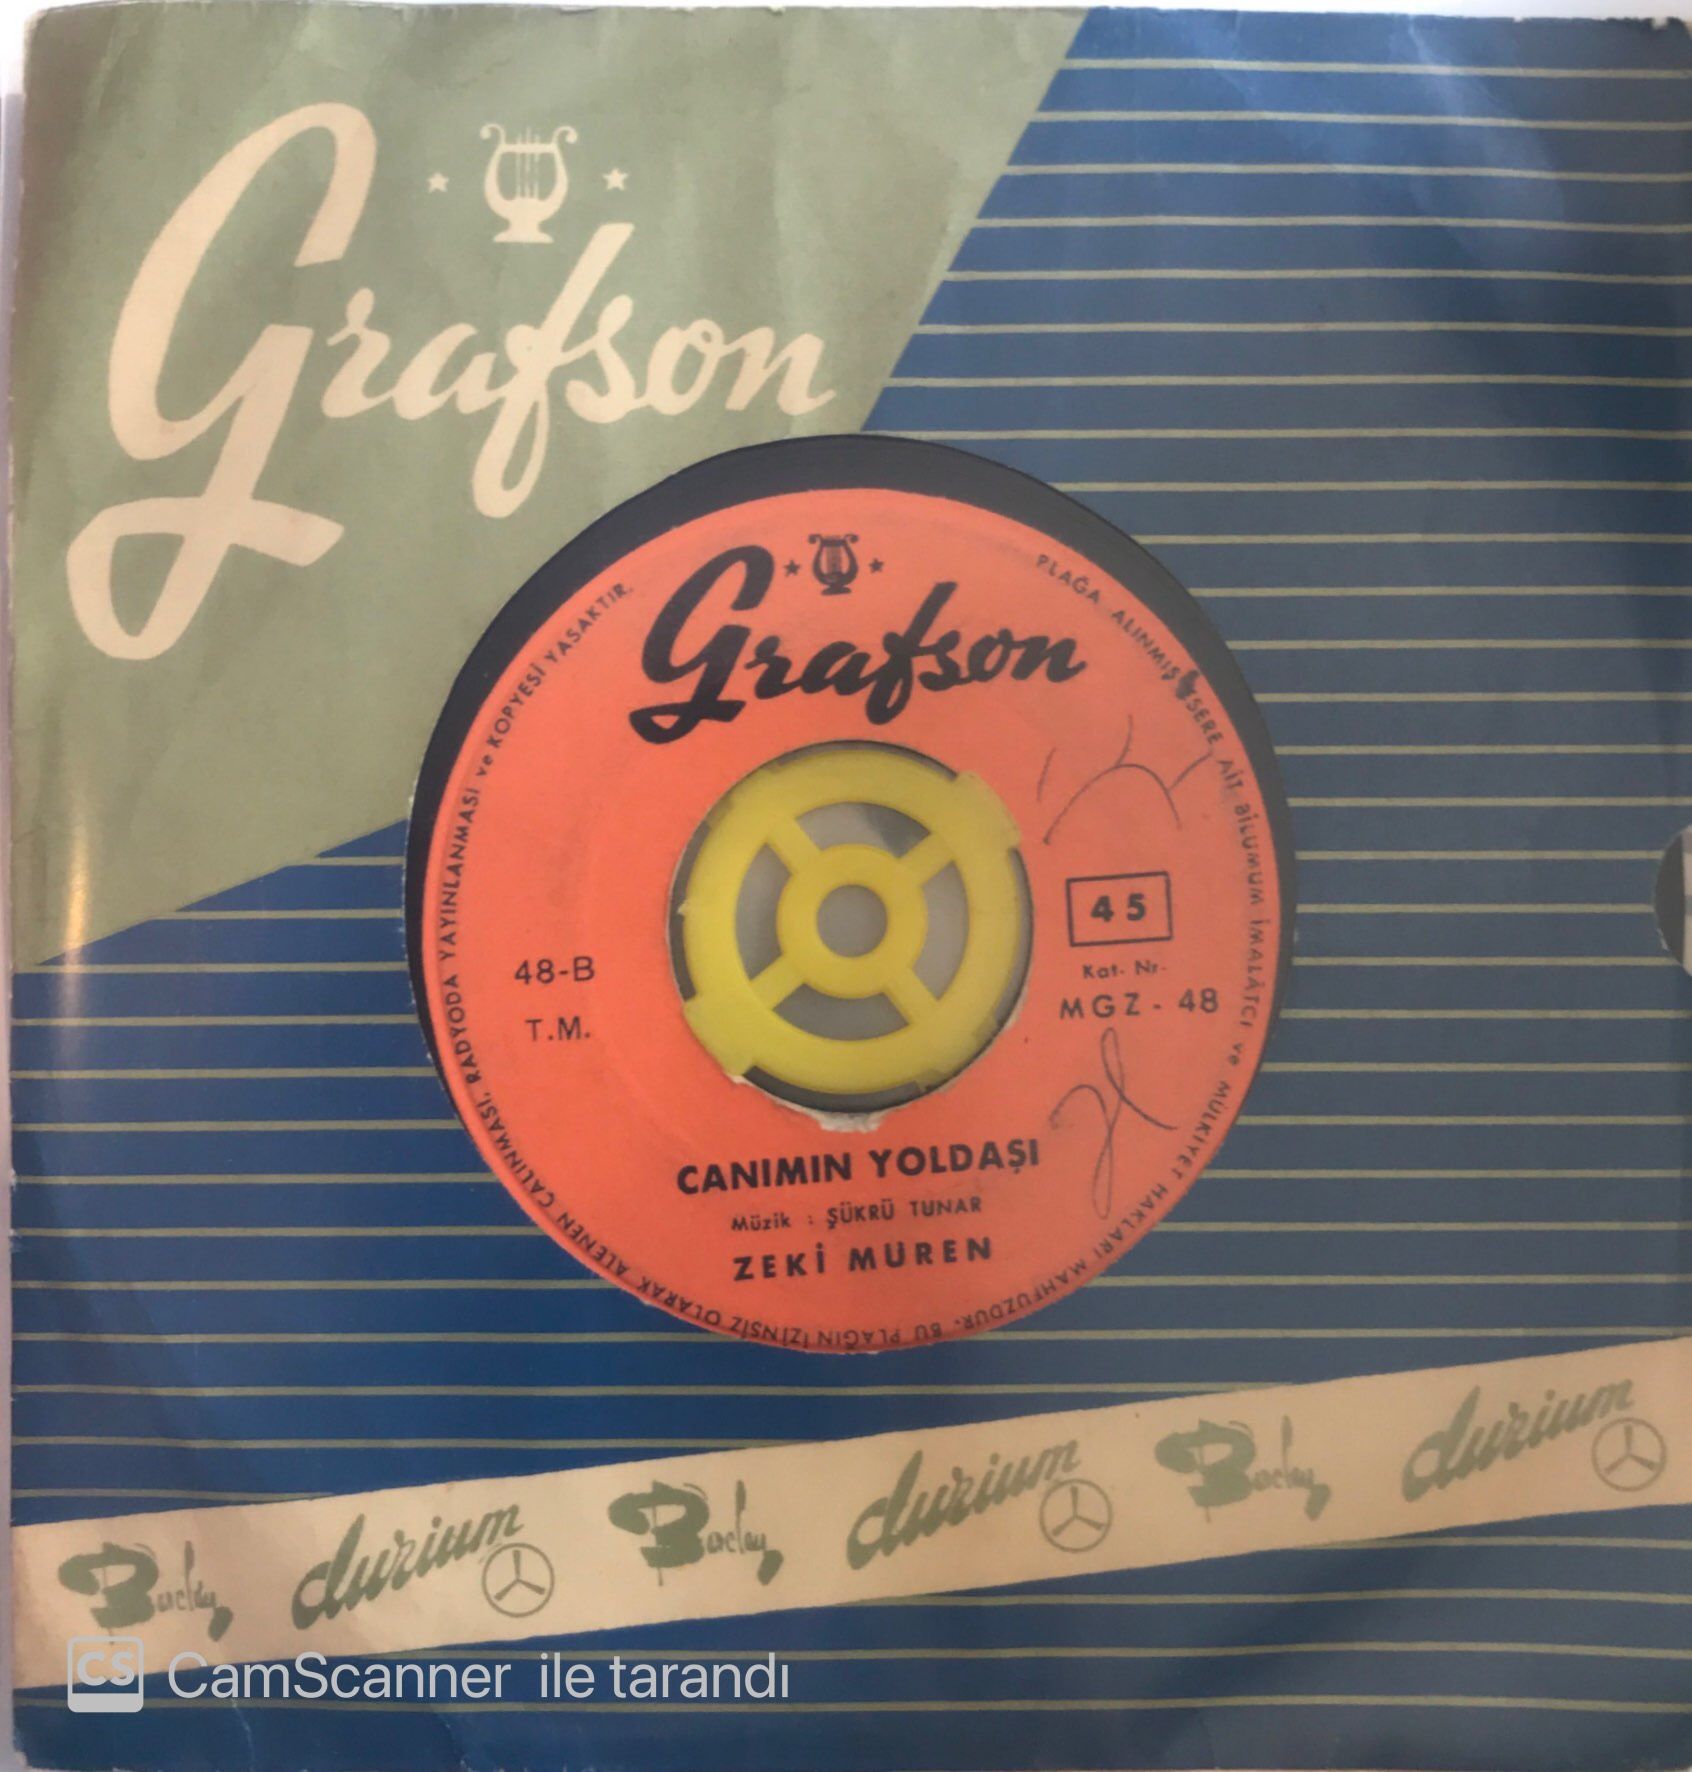 Grafson
Grafson
PLAĞA ALINMIŞ ESERE AİT BİLUMUM İMALÂTCI ve MÜLKİYET HAKLARI MAHFUZDUR. BU PLAĞIN İZİNSİZ OLARAK ALENEN ÇALINMASI, RADYODA YAYINLANMASI ve KOPYESİ YASAKTIR.
45
48-B
Kat. Nr.
T.M.
MGZ - 48
CANIMIN YOLDAŞI
Müzik : ŞÜKRÜ TUNAR
ZEKİ MÜREN
Barclay durium Barclay durium Barclay durium
CS CamScanner ile tarandı